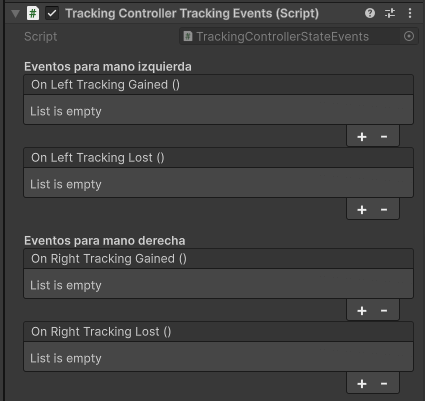 Tracking Controller Tracking Events (Script)
Script TrackingControllerStateEvents
Eventos para mano izquierda
On Left Tracking Gained ()
List is empty
+ -
On Left Tracking Lost ()
List is empty
+ -
Eventos para mano derecha
On Right Tracking Gained ()
List is empty
+ -
On Right Tracking Lost ()
List is empty
+ -